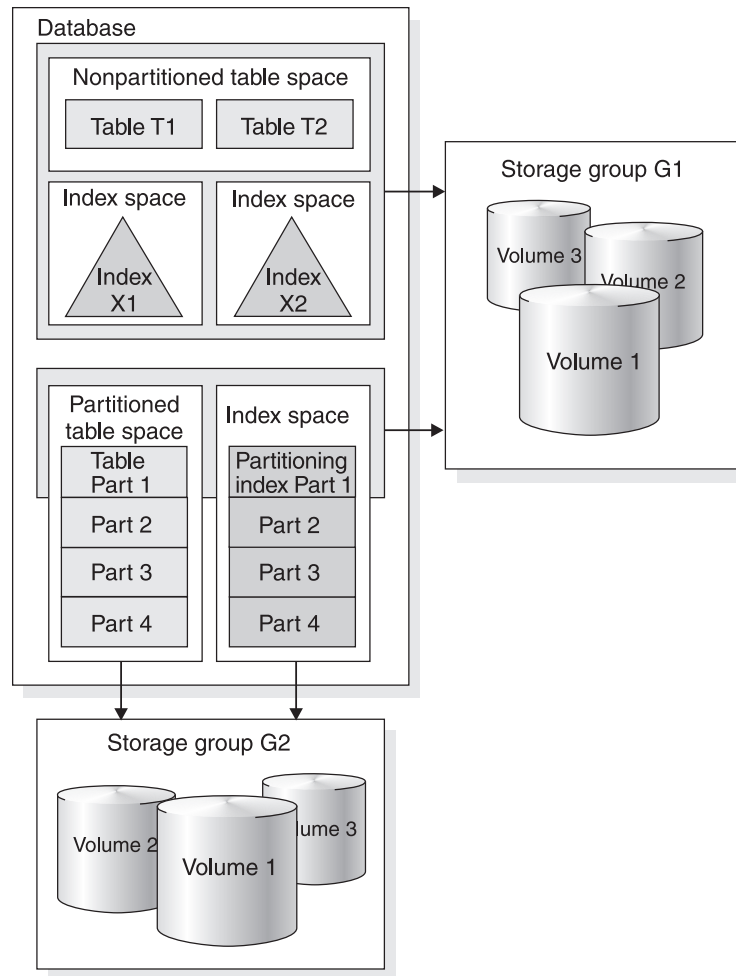 Database
Nonpartitioned table space
Table T1
Table T2
Index space
Index space
Index
X1
Index
X2
Partitioned
table space
Index space
Table
Part 1
Partitioning
index Part 1
Part 2
Part 2
Part 3
Part 3
Part 4
Part 4
Storage group G1
Volume 3
Volume 2
Volume 1
Storage group G2
Volume 2
lume 3
Volume 1